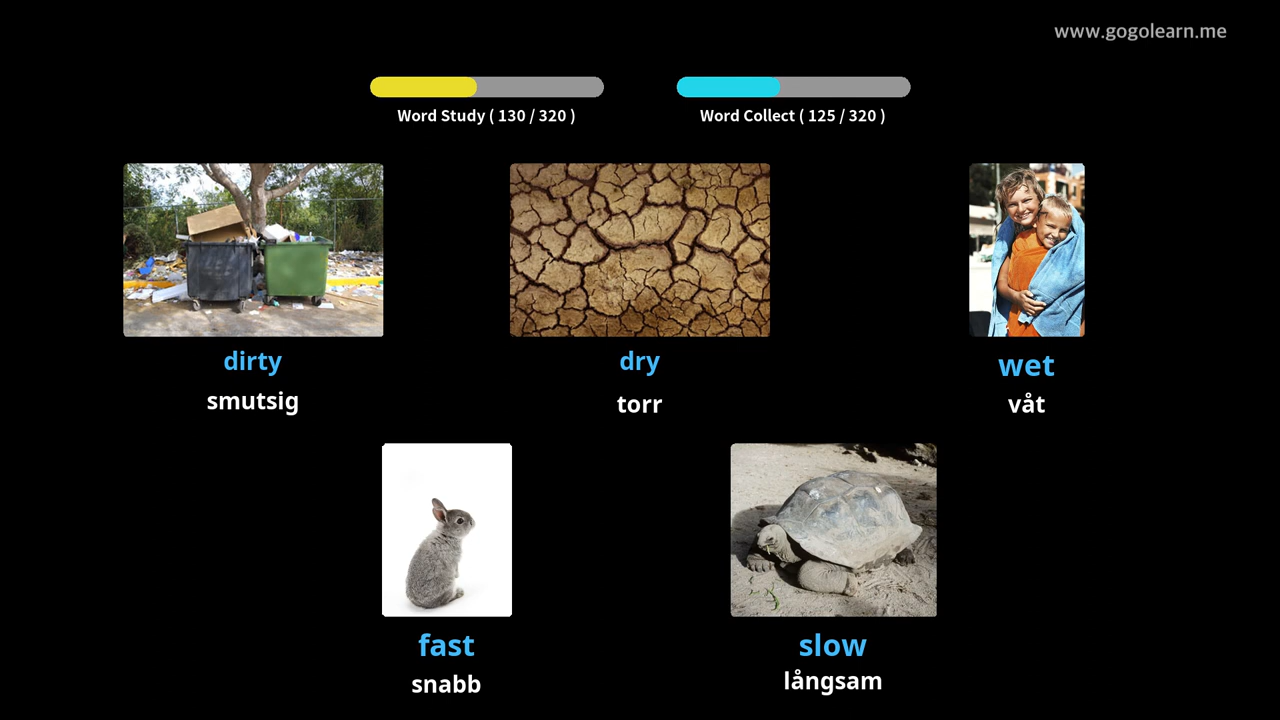 www.gogolearn.me
Word Study ( 130 / 320 )
Word Collect ( 125 / 320 )
dirty
smutsig
dry
torr
wet
våt
fast
snabb
slow
långsam